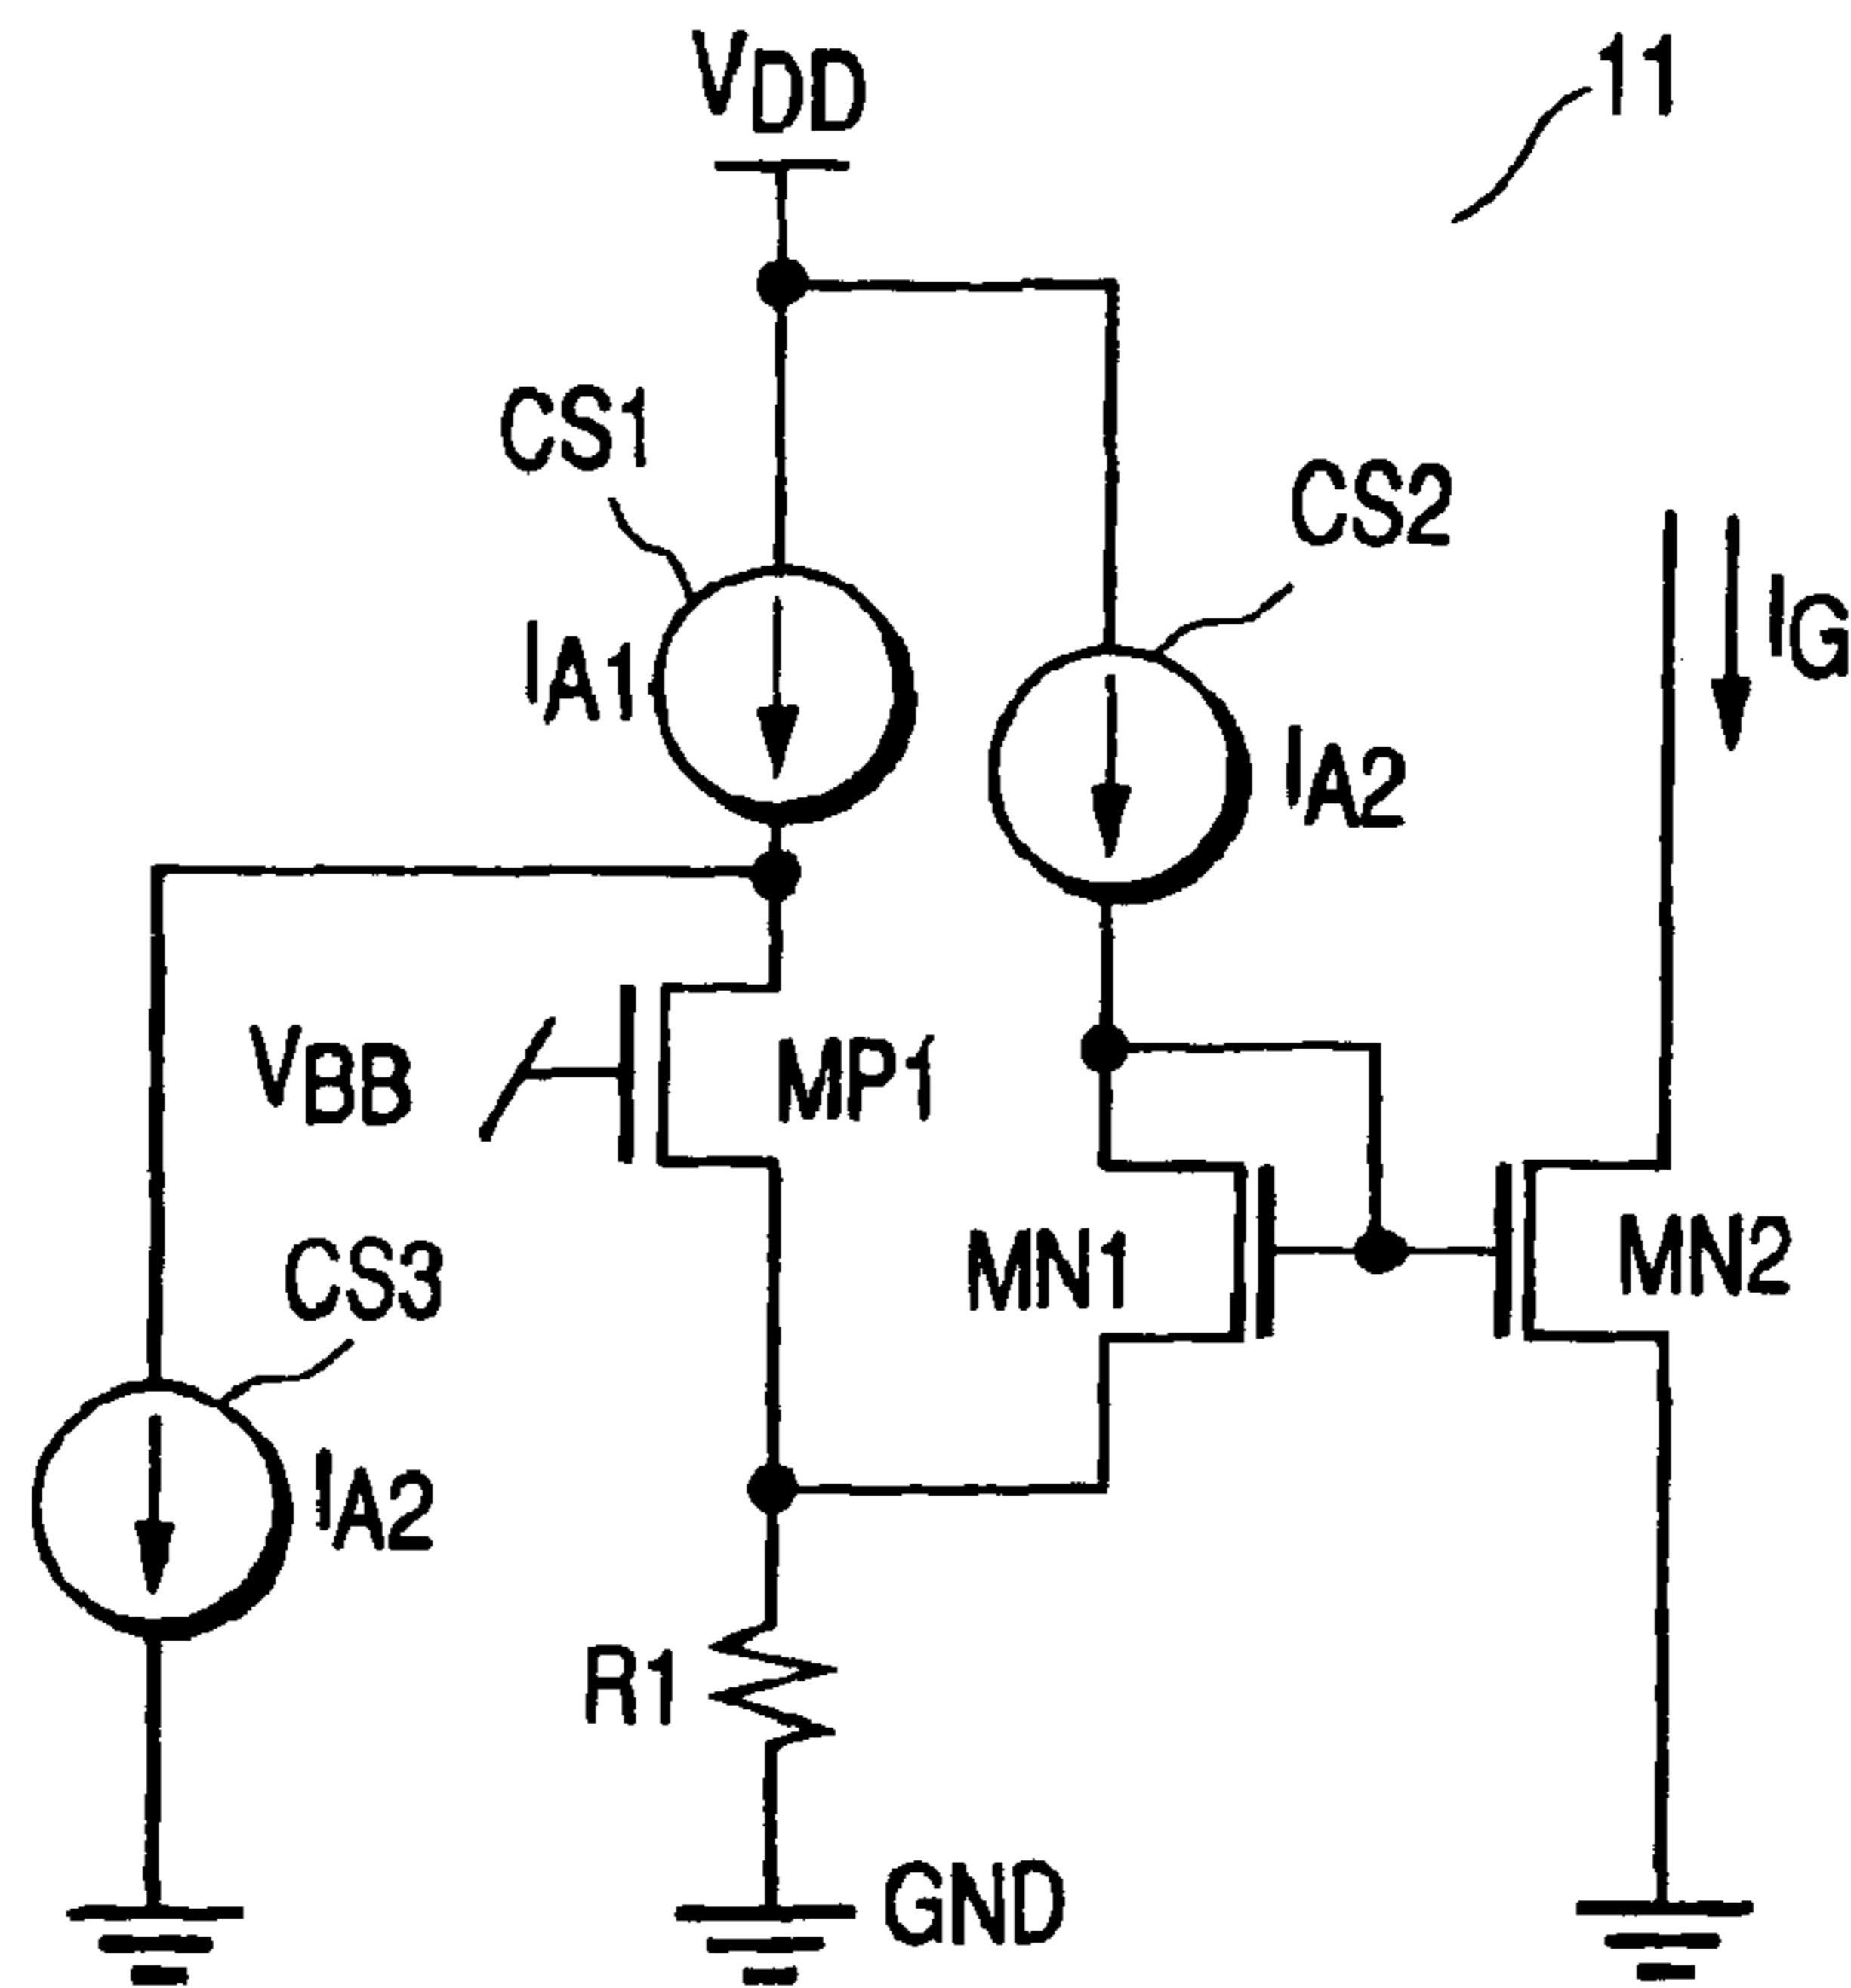 VDD
11
CS1
CS2
IA1
IG
IA2
VBB
MP1
CS3
MN1
MN2
IA2
R1
GND